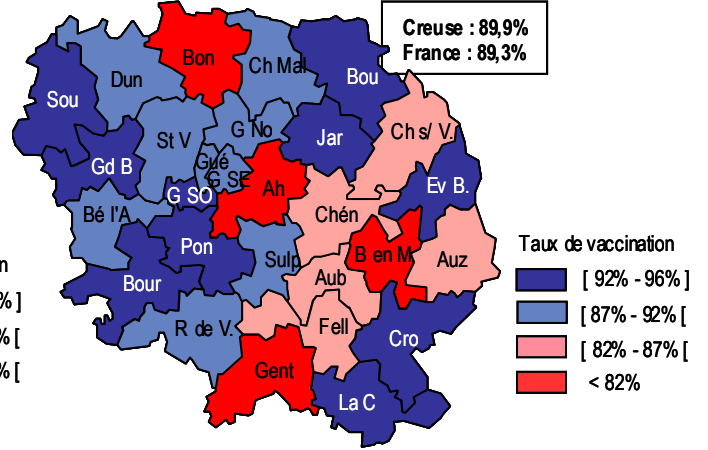 Creuse : 89,9%
France : 89,3%
Bon
Ch Mal
Bou
Dun
Sou
Ch s/ V.
St V
G No
Jar
Gd B
Gué
G SE
Ah
Ev B.
G SO
Bé l'A
Chén
Pon
B en M
Auz
Sulp
Bour
Aub
R de V.
Fell
Cro
Gent
La C
Taux de vaccination
[ 92% - 96% ]
[ 87% - 92% [
[ 82% - 87% [
< 82%
n
% ]
% [
% [